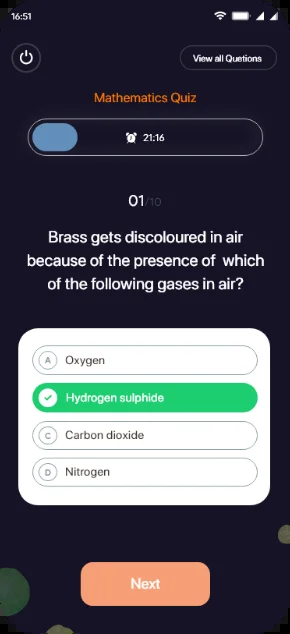 16:51
View all Quetions
Mathematics Quiz
21:16
01/10
Brass gets discoloured in air
because of the presence of which
of the following gases in air?
A Oxygen
Hydrogen sulphide
C Carbon dioxide
D Nitrogen
Next